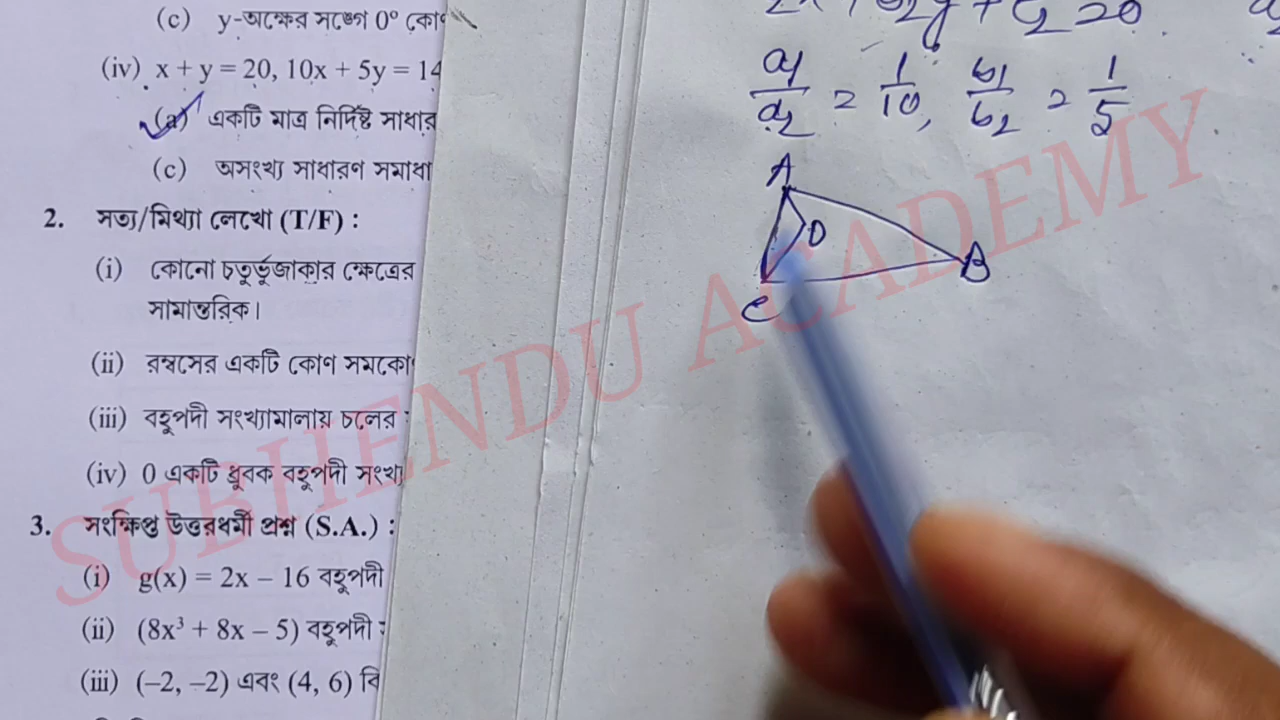 (c) y-অক্ষের সঙ্গে 0° কোণ
(iv) x + y = 20, 10x + 5y = 14
(a) একটি মাত্র নির্দিষ্ট সাধার
(c) অসংখ্য সাধারণ সমাধা
2. সত্য/মিথ্যা লেখো (T/F) :
(i) কোনো চতুর্ভুজাকার ক্ষেত্রের
সামান্তরিক।
(ii) রম্বসের একটি কোণ সমকোণ
(iii) বহুপদী সংখ্যামালায় চলের
(iv) 0 একটি ধ্রুবক বহুপদী সংখ্য
3. সংক্ষিপ্ত উত্তরধর্মী প্রশ্ন (S.A.) :
(i) g(x) = 2x – 16 বহুপদী
(ii) (8x³ + 8x – 5) বহুপদী
(iii) (–2, –2) এবং (4, 6) বি
a₁/a₂ = 1/10, b₁/b₂ = 1/5
A
D
B
C
SUBHENDU ACADEMY